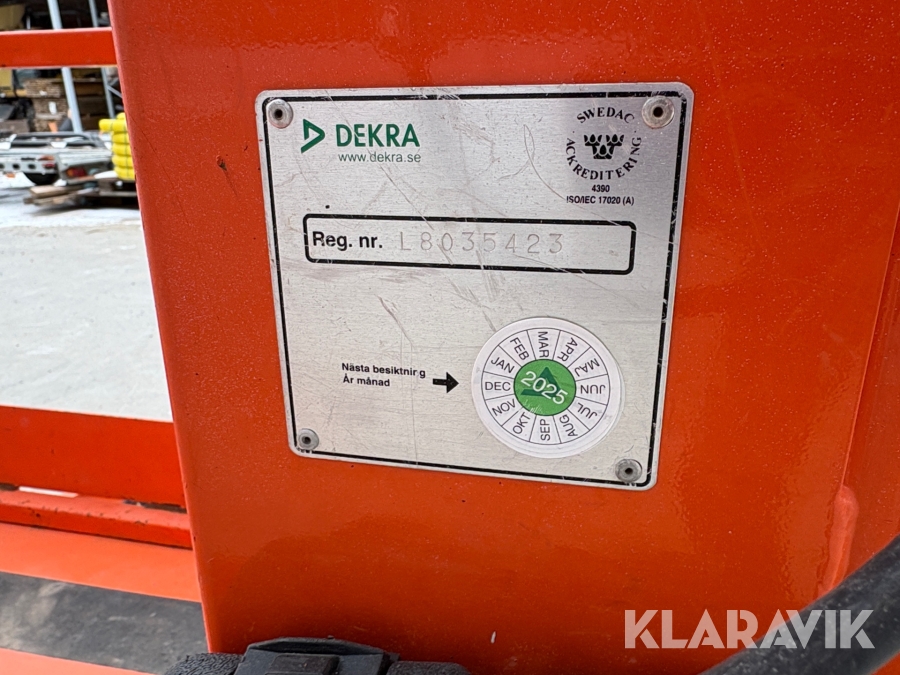 DEKRA
www.dekra.se
SWEDAC
ACKREDITERING
4390
ISO/IEC 17020 (A)
Reg. nr. L8035423
Nästa besiktning
År månad
JAN
FEB
MAR
APR
MAJ
JUN
JUL
AUG
SEP
OKT
NOV
DEC
2025
KLARAVIK